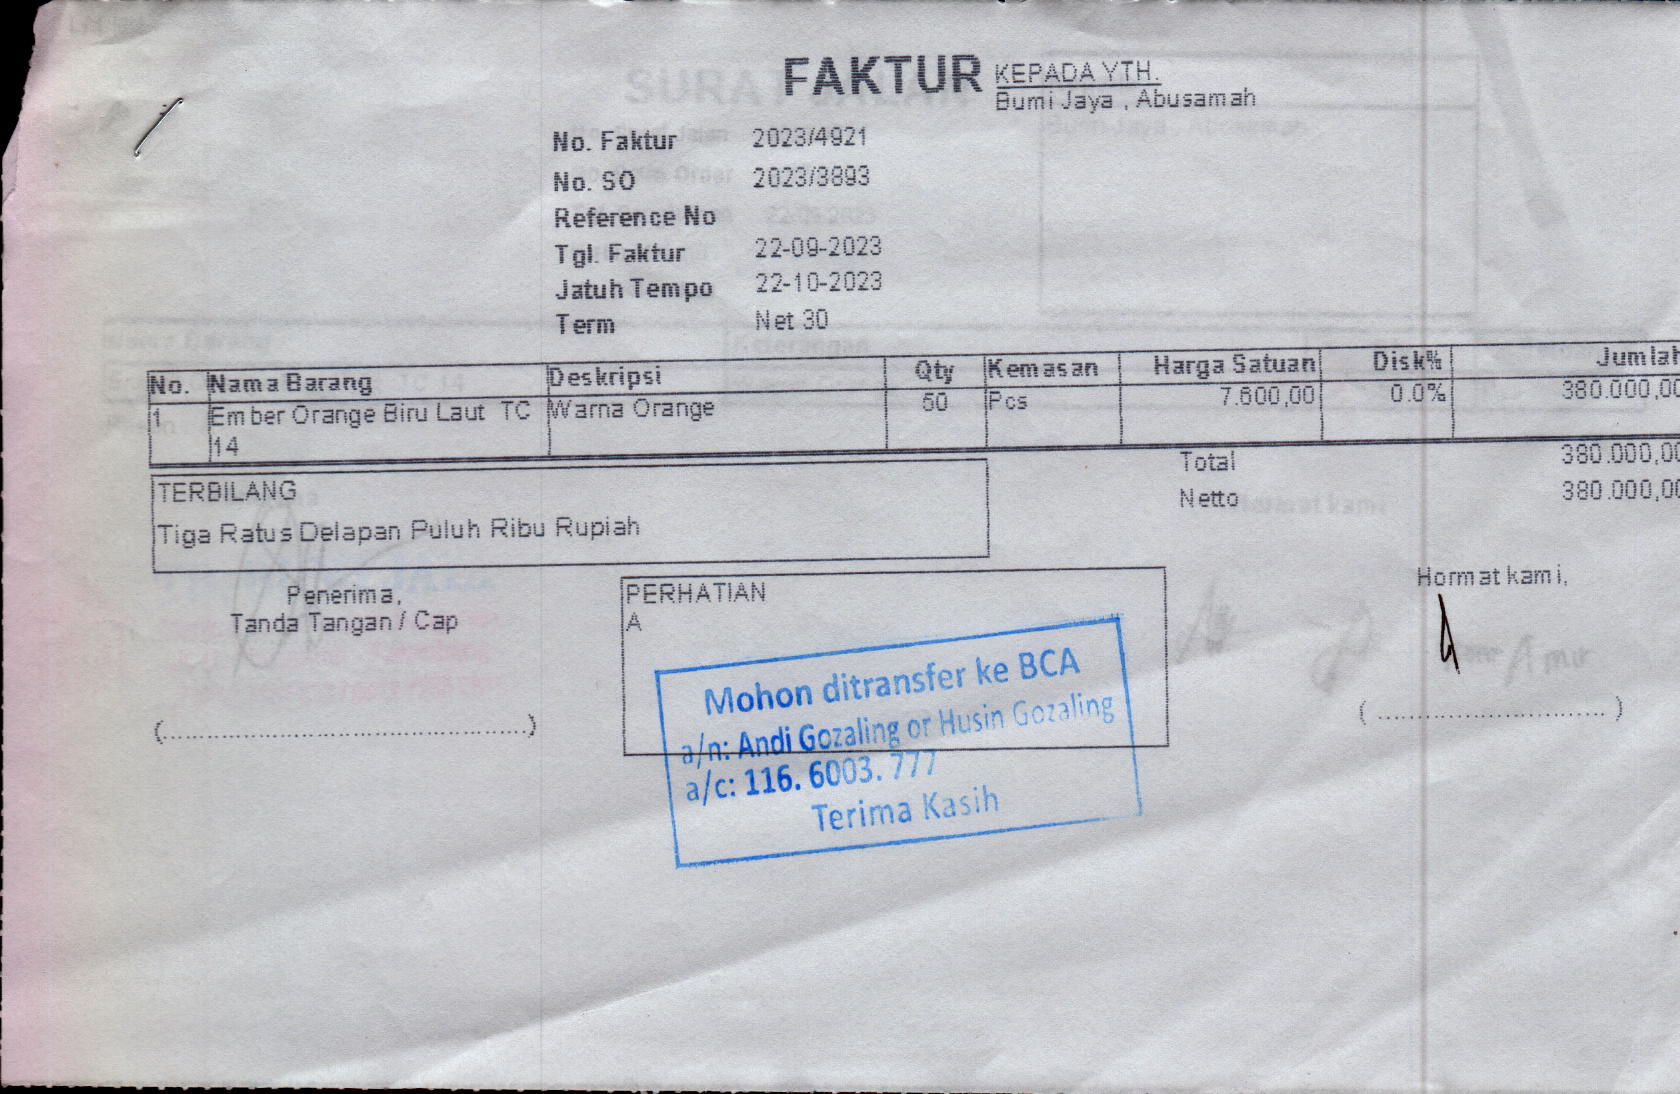 FAKTUR
KEPADA YTH.
Bumi Jaya , Abusamah
No. Faktur 2023/4921
No. SO 2023/3893
Reference No
Tgl. Faktur 22-09-2023
Jatuh Tempo 22-10-2023
Term Net 30
No. Nama Barang Deskripsi Qty Kemasan Harga Satuan Disk% Jumlah
1 Ember Orange Biru Laut TC Warna Orange 50 Pcs 7.600,00 0.0% 380.000,00
14
Total 380.000,00
Netto 380.000,00
TERBILANG
Tiga Ratus Delapan Puluh Ribu Rupiah
Penerima,
Tanda Tangan / Cap
(..............................................)
PERHATIAN
A
Mohon ditransfer ke BCA
a/n: Andi Gozaling or Husin Gozaling
a/c: 116. 6003. 777
Terima Kasih
Hormat kami,
( ............................. )